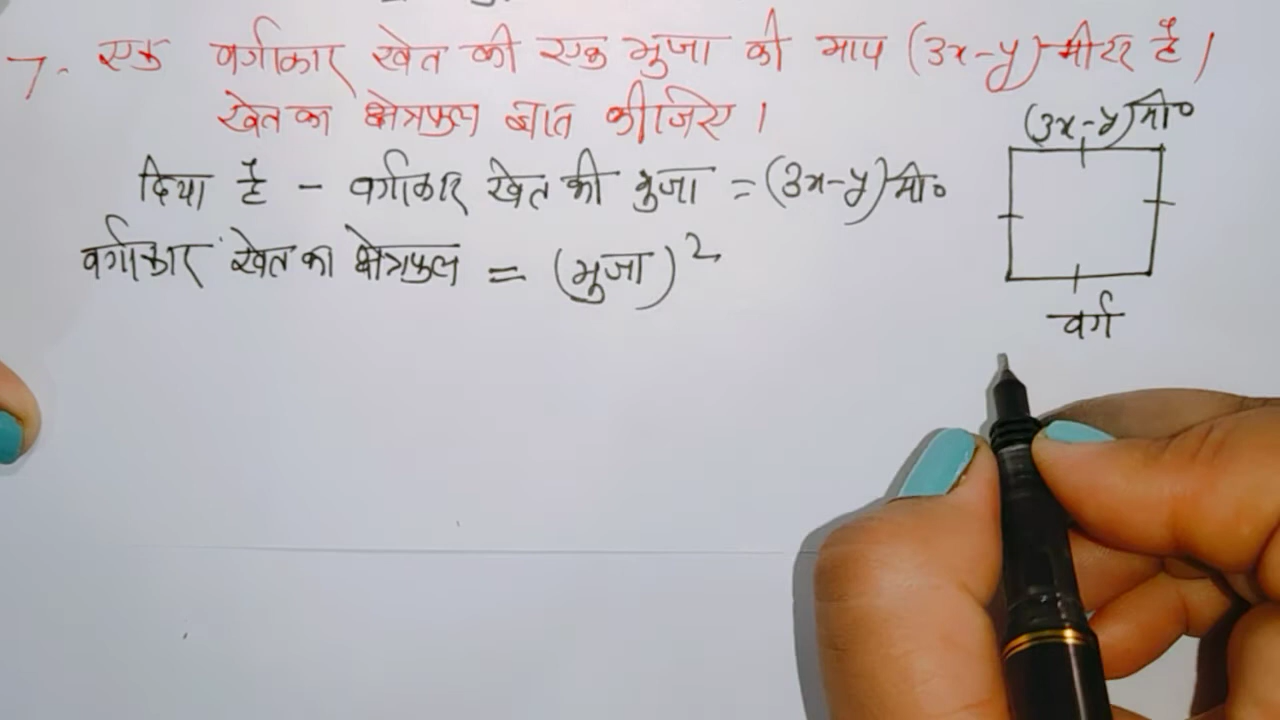 7. एक वर्गाकार खेत की एक भुजा की माप (3x-y) मीटर है।
खेत का क्षेत्रफल ज्ञात कीजिए।
(3x-y) मी०
दिया है - वर्गाकार खेत की भुजा = (3x-y) मी०
वर्गाकार खेत का क्षेत्रफल = (भुजा)²
वर्ग